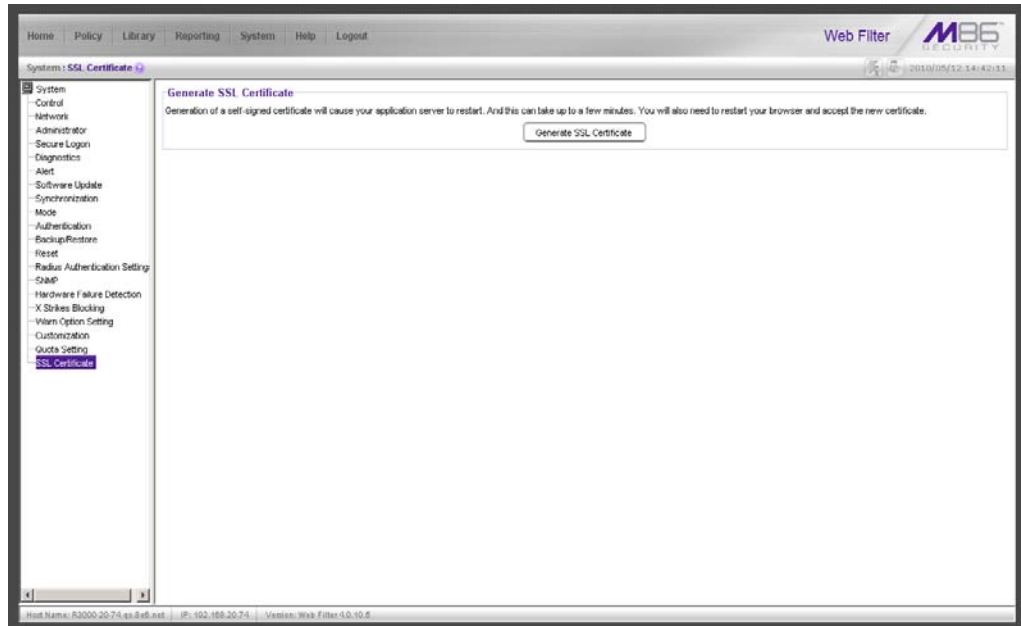 Home Policy Library Reporting System Help Logout
Web Filter
M86
SECURITY
System : SSL Certificate
2010/05/12 14:42:11
System
Control
Network
Administrator
Secure Logon
Diagnostics
Alert
Software Update
Synchronization
Mode
Authentication
Backup/Restore
Reset
Radius Authentication Setting
SNMP
Hardware Failure Detection
X Strikes Blocking
Warn Option Setting
Customization
Quota Setting
SSL Certificate
Generate SSL Certificate
Generation of a self-signed certificate will cause your application server to restart. And this can take up to a few minutes. You will also need to restart your browser and accept the new certificate.
Generate SSL Certificate
Host Name: R3000-20-74.qs.8e6.net IP: 192.168.20.74 Version: Web Filter 4.0.10.6